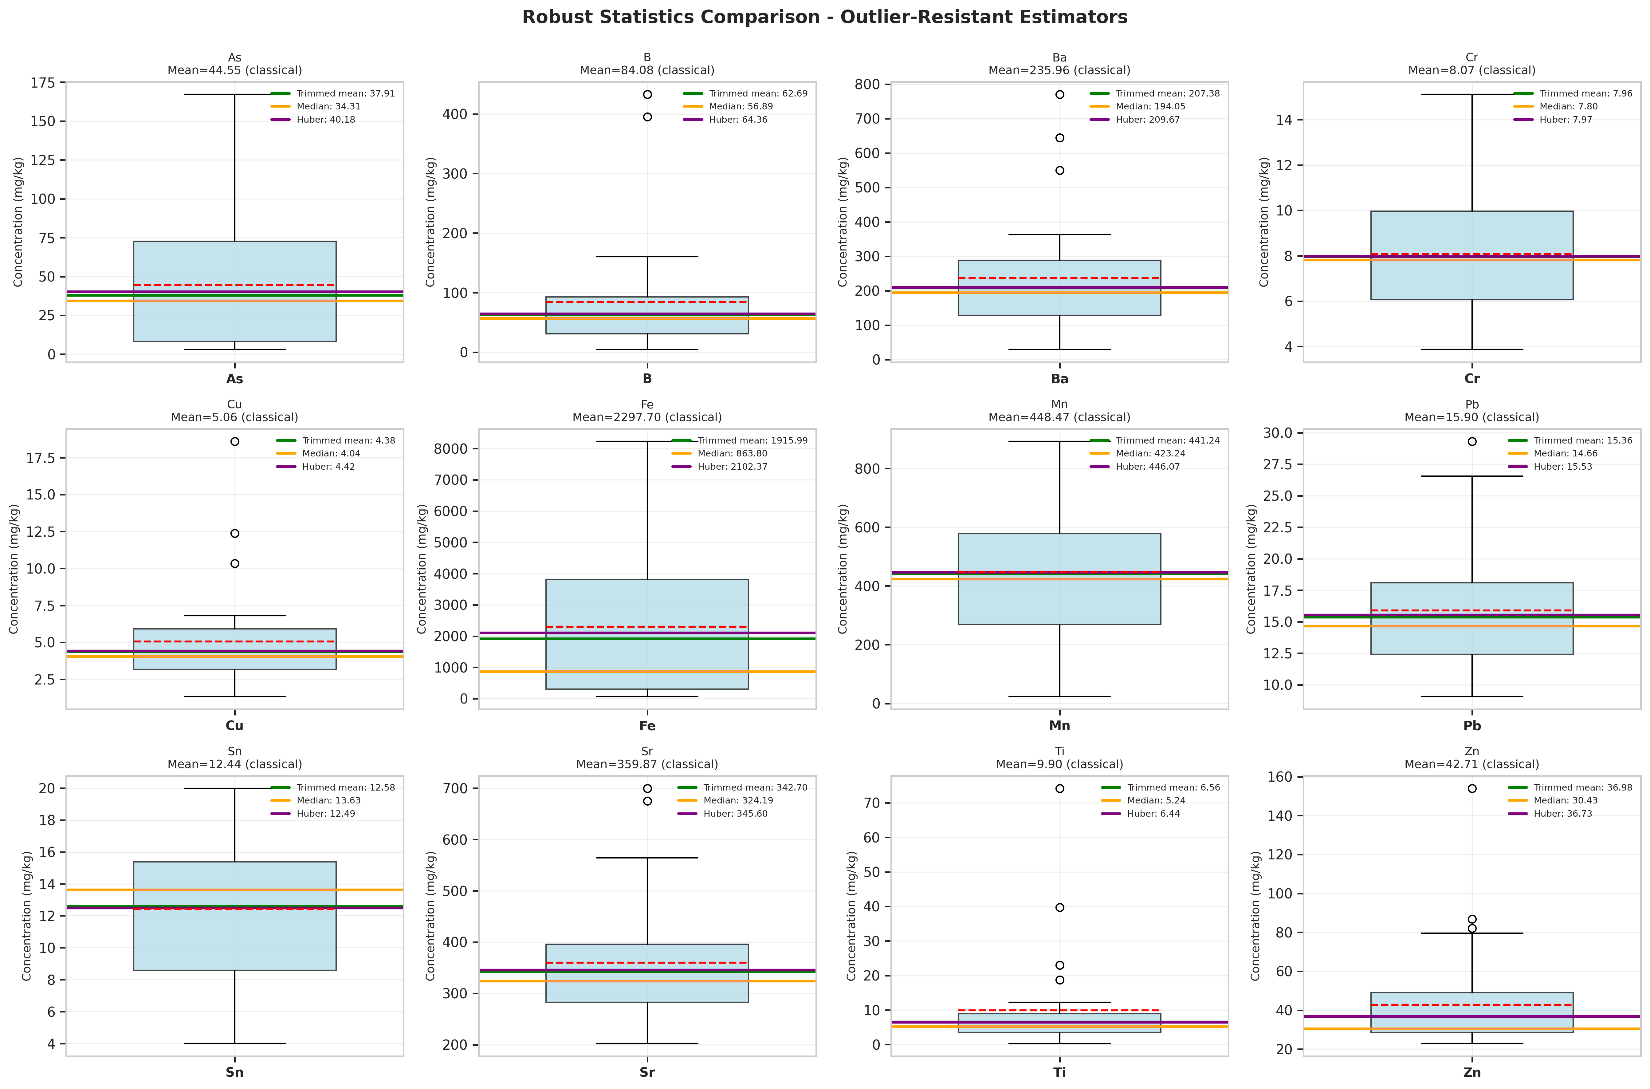 Robust Statistics Comparison - Outlier-Resistant Estimators
As
Mean=44.55 (classical)
175
150
125
100
75
50
25
0
Concentration (mg/kg)
Trimmed mean: 37.91
Median: 34.31
Huber: 40.18
As
B
Mean=84.08 (classical)
400
300
200
100
0
Concentration (mg/kg)
Trimmed mean: 62.69
Median: 56.89
Huber: 64.36
B
Ba
Mean=235.96 (classical)
800
700
600
500
400
300
200
100
0
Concentration (mg/kg)
Trimmed mean: 207.38
Median: 194.05
Huber: 209.67
Ba
Cr
Mean=8.07 (classical)
14
12
10
8
6
4
Concentration (mg/kg)
Trimmed mean: 7.96
Median: 7.80
Huber: 7.97
Cr
Cu
Mean=5.06 (classical)
17.5
15.0
12.5
10.0
7.5
5.0
2.5
Concentration (mg/kg)
Trimmed mean: 4.38
Median: 4.04
Huber: 4.42
Cu
Fe
Mean=2297.70 (classical)
8000
7000
6000
5000
4000
3000
2000
1000
0
Concentration (mg/kg)
Trimmed mean: 1915.99
Median: 863.80
Huber: 2102.37
Fe
Mn
Mean=448.47 (classical)
800
600
400
200
0
Concentration (mg/kg)
Trimmed mean: 441.24
Median: 423.24
Huber: 446.07
Mn
Pb
Mean=15.90 (classical)
30.0
27.5
25.0
22.5
20.0
17.5
15.0
12.5
10.0
Concentration (mg/kg)
Trimmed mean: 15.36
Median: 14.66
Huber: 15.53
Pb
Sn
Mean=12.44 (classical)
20
18
16
14
12
10
8
6
4
Concentration (mg/kg)
Trimmed mean: 12.58
Median: 13.63
Huber: 12.49
Sn
Sr
Mean=359.87 (classical)
700
600
500
400
300
200
Concentration (mg/kg)
Trimmed mean: 342.70
Median: 324.19
Huber: 345.60
Sr
Ti
Mean=9.90 (classical)
70
60
50
40
30
20
10
0
Concentration (mg/kg)
Trimmed mean: 6.56
Median: 5.24
Huber: 6.44
Ti
Zn
Mean=42.71 (classical)
160
140
120
100
80
60
40
20
Concentration (mg/kg)
Trimmed mean: 36.98
Median: 30.43
Huber: 36.73
Zn